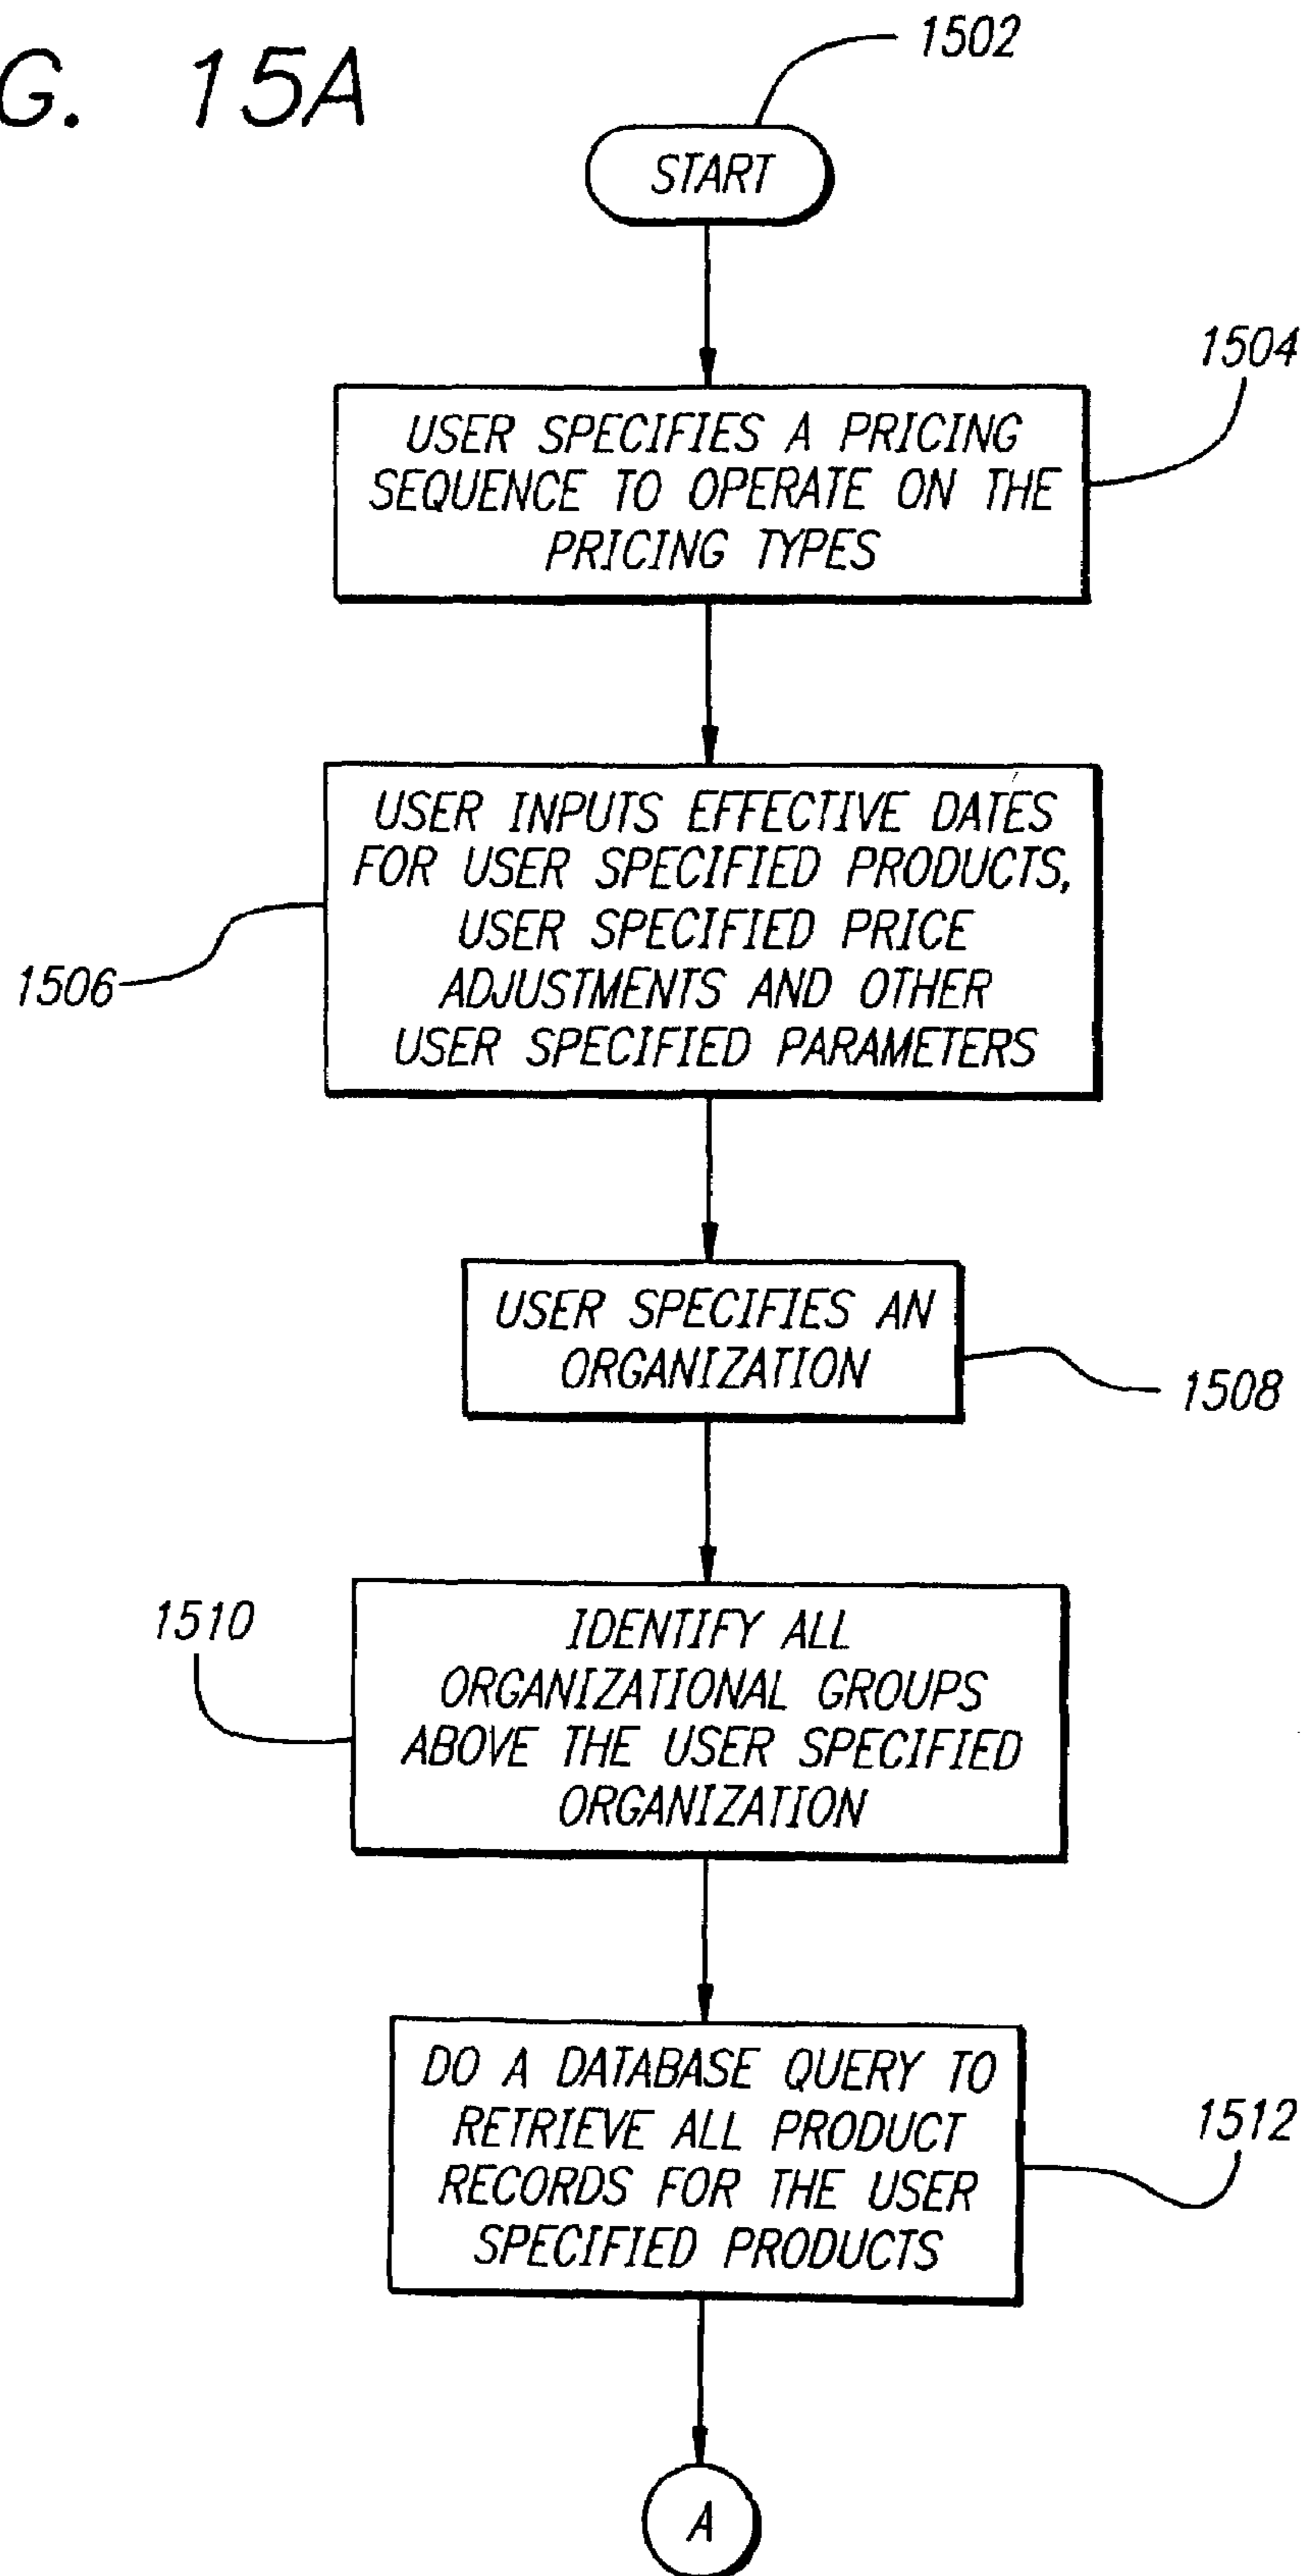 G. 15A
1502
START
1504
USER SPECIFIES A PRICING
SEQUENCE TO OPERATE ON THE
PRICING TYPES
USER INPUTS EFFECTIVE DATES
FOR USER SPECIFIED PRODUCTS,
USER SPECIFIED PRICE
ADJUSTMENTS AND OTHER
USER SPECIFIED PARAMETERS
1506
USER SPECIFIES AN
ORGANIZATION
1508
1510
IDENTIFY ALL
ORGANIZATIONAL GROUPS
ABOVE THE USER SPECIFIED
ORGANIZATION
DO A DATABASE QUERY TO
RETRIEVE ALL PRODUCT
RECORDS FOR THE USER
SPECIFIED PRODUCTS
1512
A